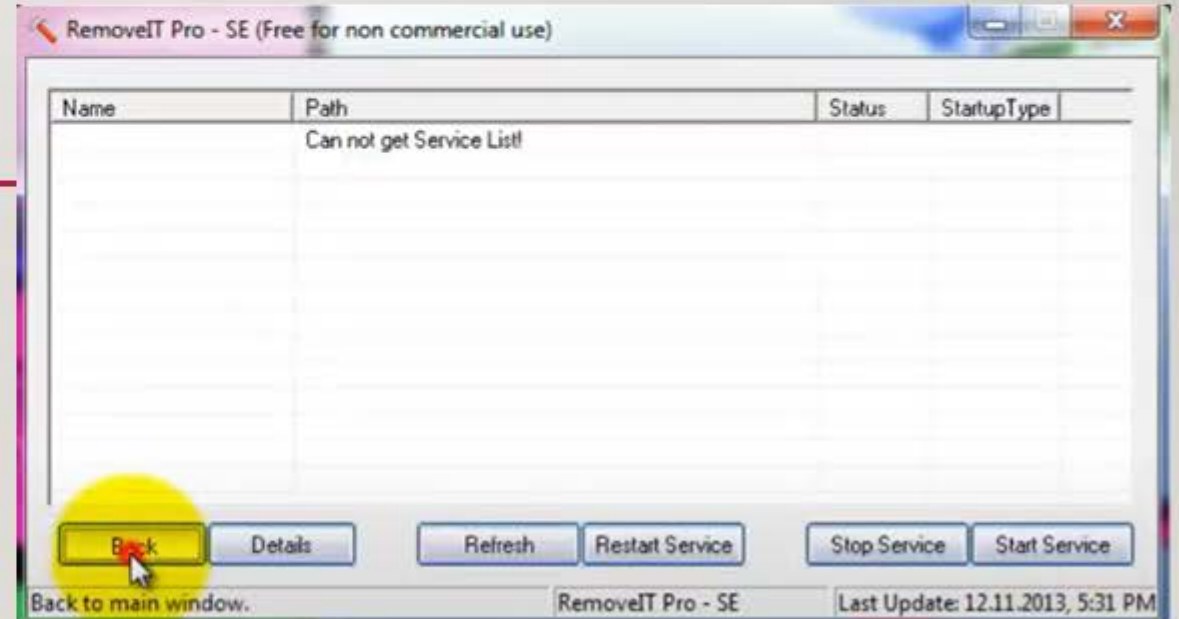 RemoveIT Pro - SE (Free for non commercial use)
Name Path Status StartupType
Can not get Service List!
Back Details Refresh Restart Service Stop Service Start Service
Back to main window. RemoveIT Pro - SE Last Update: 12.11.2013, 5:31 PM